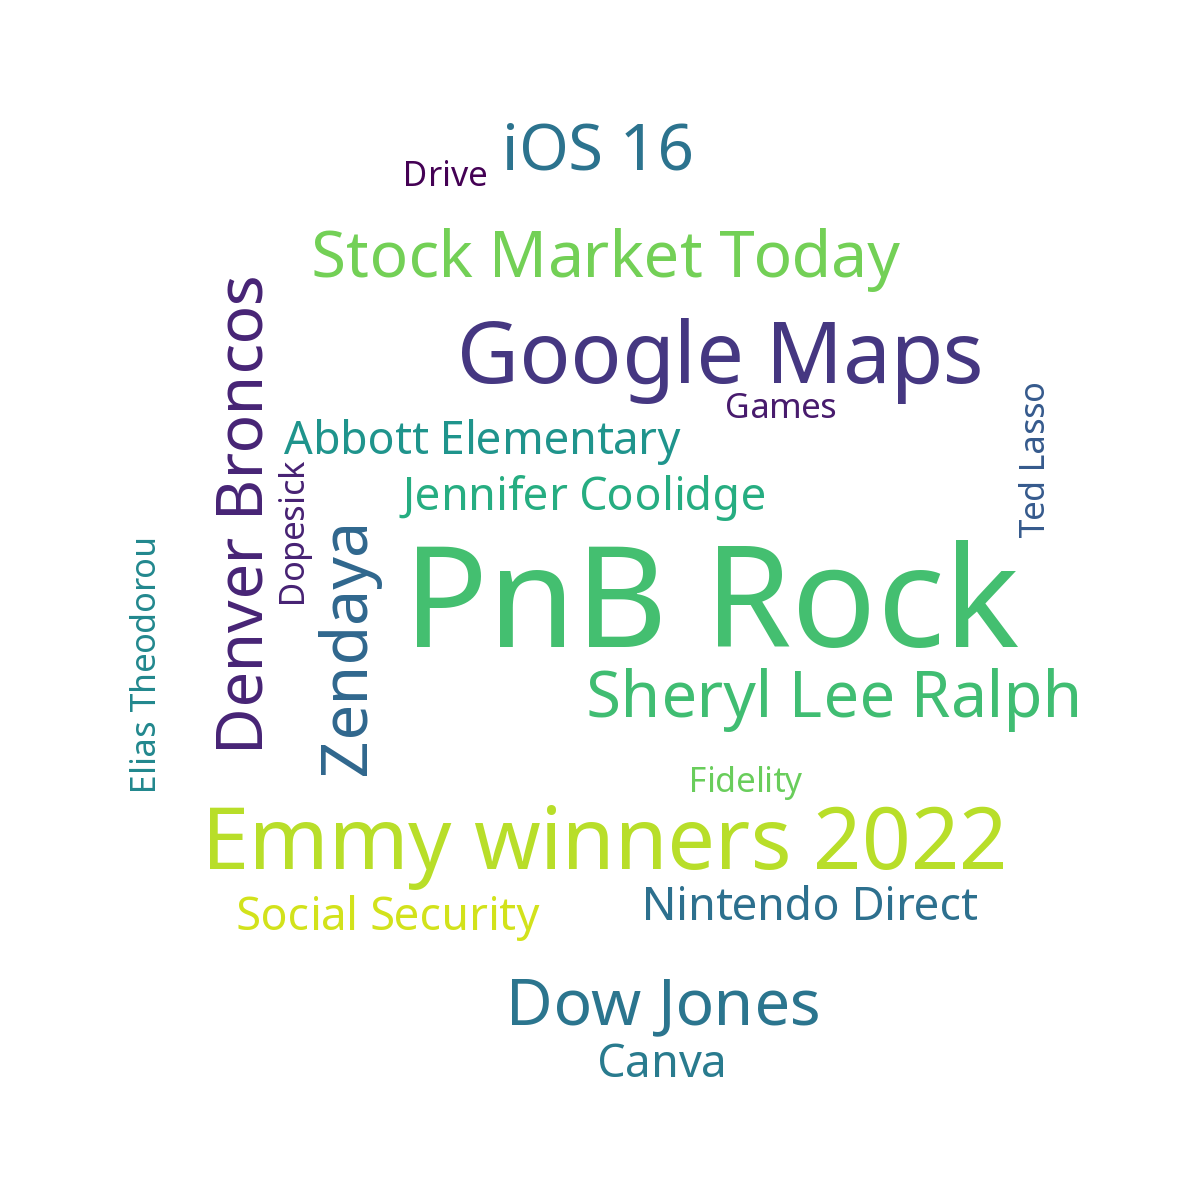 iOS 16
Drive
Stock Market Today
Google Maps
Games
Abbott Elementary
Jennifer Coolidge
Denver Broncos
Dopesick
Zendaya
Ted Lasso
Elias Theodorou
PnB Rock
Sheryl Lee Ralph
Fidelity
Emmy winners 2022
Social Security
Nintendo Direct
Dow Jones
Canva